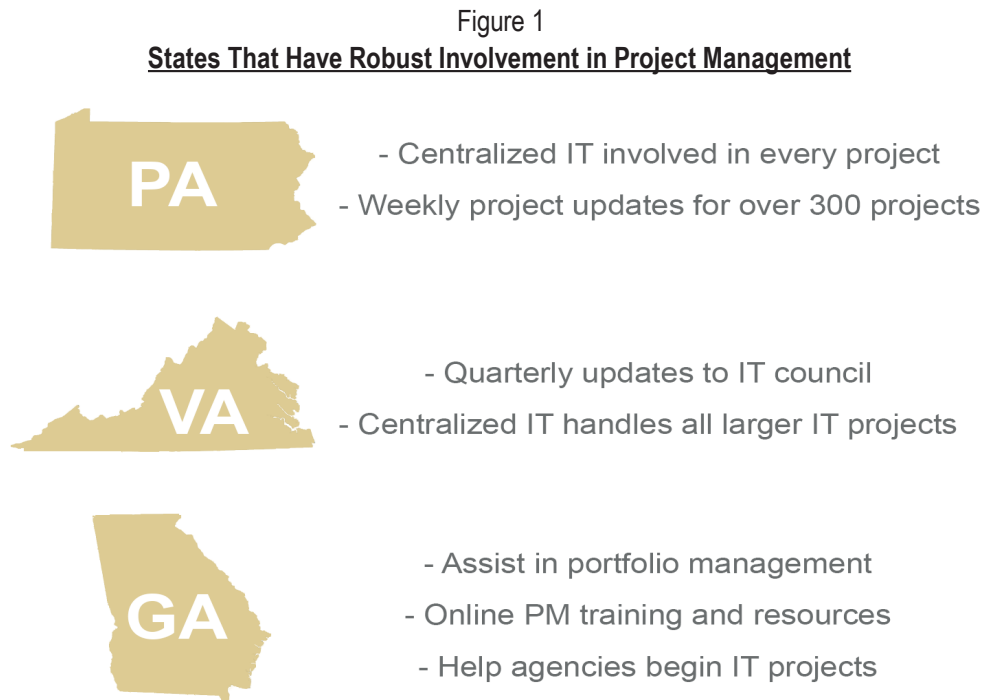 Figure 1
States That Have Robust Involvement in Project Management
PA
- Centralized IT involved in every project
- Weekly project updates for over 300 projects
VA
- Quarterly updates to IT council
- Centralized IT handles all larger IT projects
GA
- Assist in portfolio management
- Online PM training and resources
- Help agencies begin IT projects